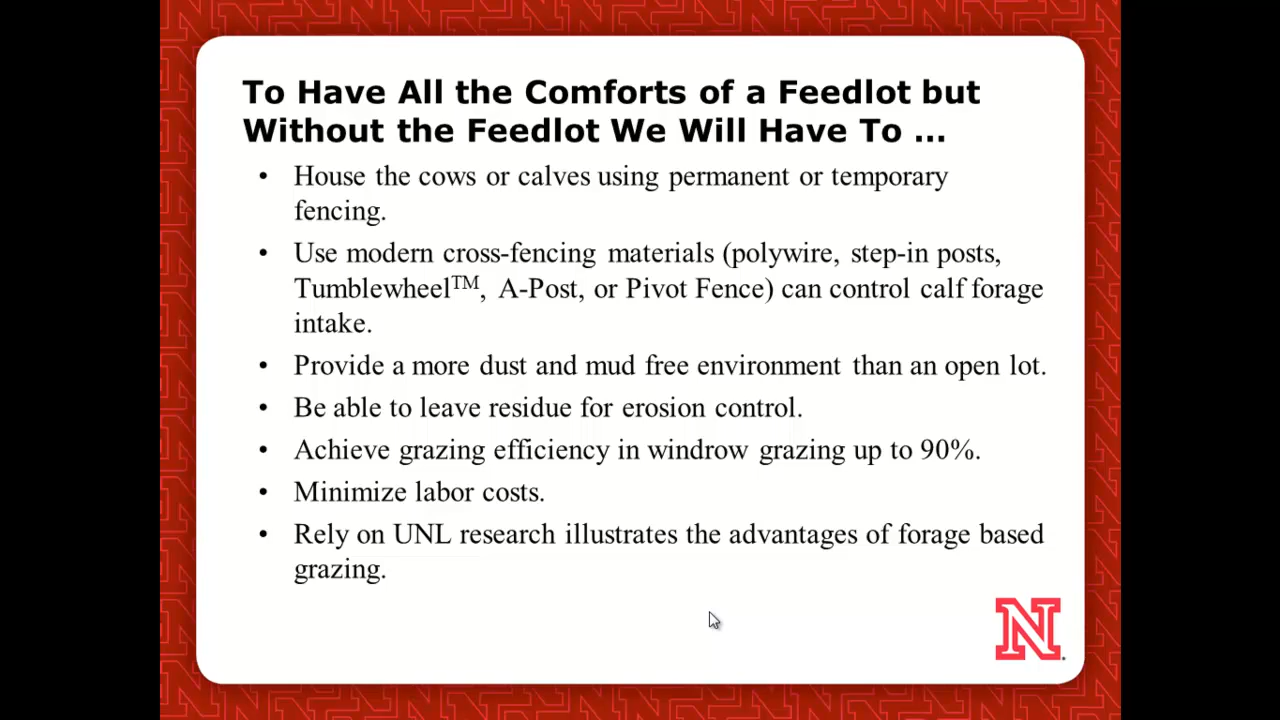 To Have All the Comforts of a Feedlot but
Without the Feedlot We Will Have To ...
• House the cows or calves using permanent or temporary
fencing.
• Use modern cross-fencing materials (polywire, step-in posts,
Tumblewheel™, A-Post, or Pivot Fence) can control calf forage
intake.
• Provide a more dust and mud free environment than an open lot.
• Be able to leave residue for erosion control.
• Achieve grazing efficiency in windrow grazing up to 90%.
• Minimize labor costs.
• Rely on UNL research illustrates the advantages of forage based
grazing.
N